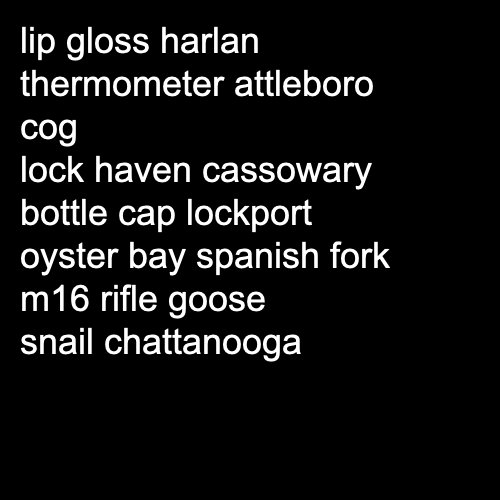 lip gloss harlan
thermometer attleboro
cog
lock haven cassowary
bottle cap lockport
oyster bay spanish fork
m16 rifle goose
snail chattanooga